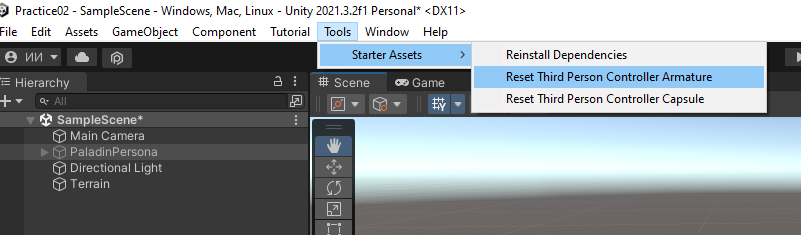 Practice02 - SampleScene - Windows, Mac, Linux - Unity 2021.3.2f1 Personal* <DX11>
File Edit Assets GameObject Component Tutorial Tools Window Help
ИИ
Starter Assets
Reinstall Dependencies
Reset Third Person Controller Armature
Reset Third Person Controller Capsule
Hierarchy
All
SampleScene*
Main Camera
PaladinPersona
Directional Light
Terrain
Scene Game